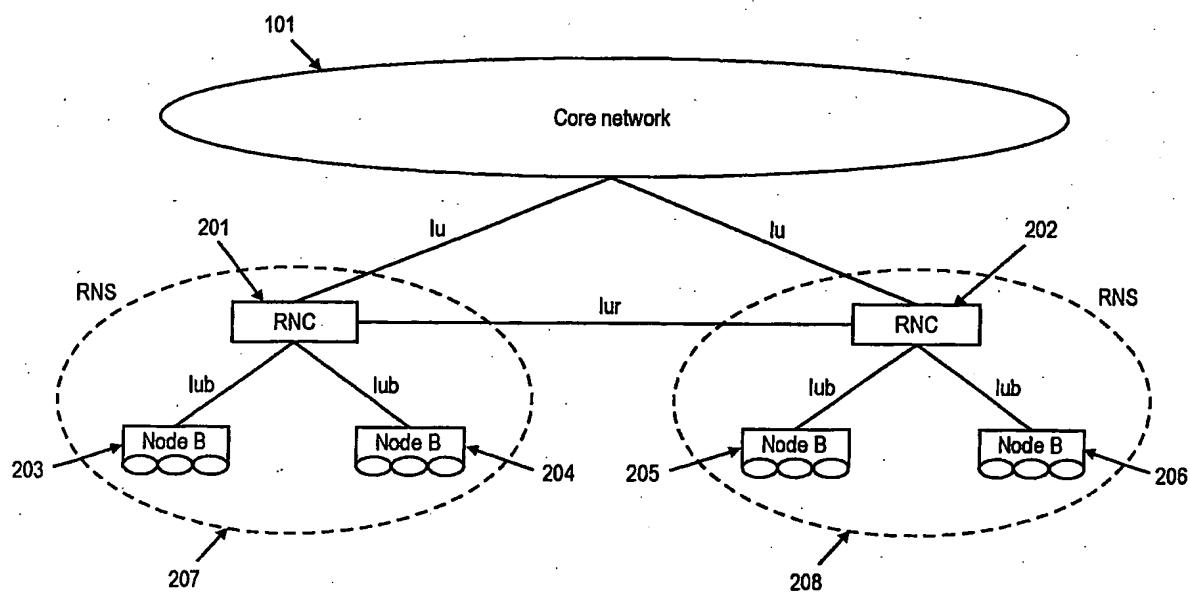 101
Core network
Iu
Iu
201
202
RNS
RNS
RNC
Iur
RNC
Iub
Iub
Iub
Iub
Node B
Node B
Node B
Node B
203
204
205
206
207
208